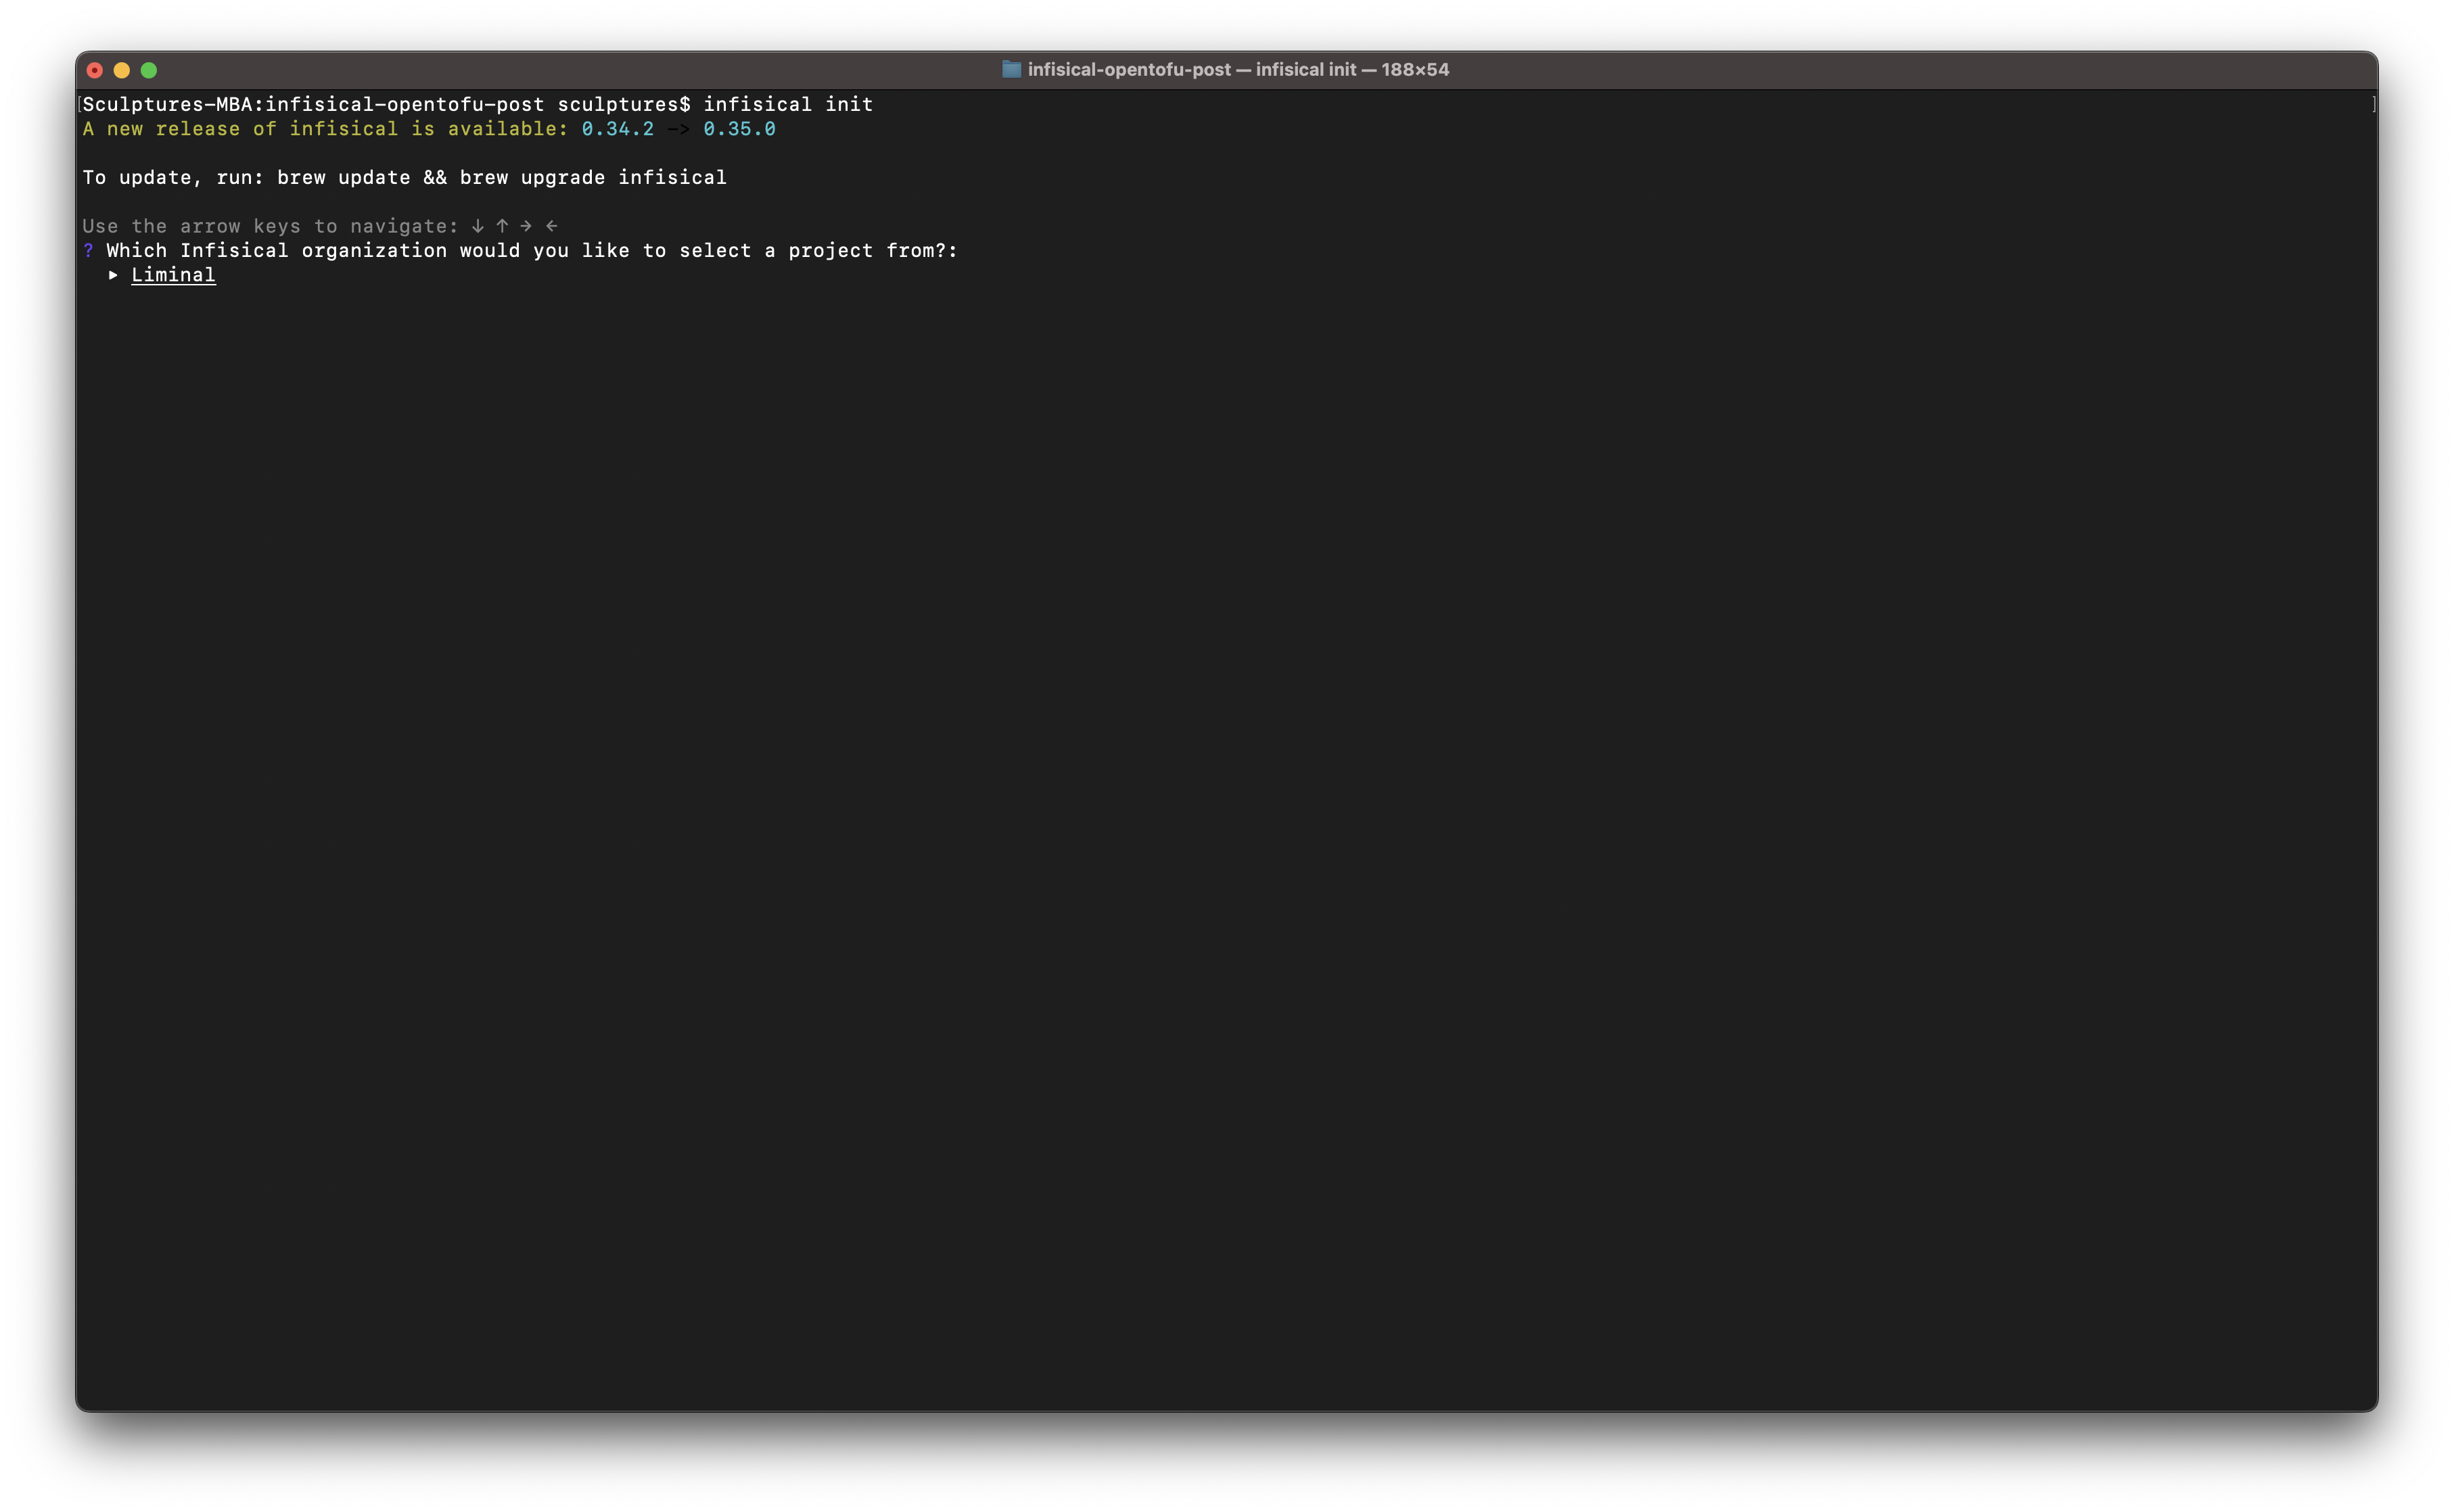 infisical-opentofu-post — infisical init — 188×54
[Sculptures-MBA:infisical-opentofu-post sculptures$ infisical init ]
A new release of infisical is available: 0.34.2 -> 0.35.0
To update, run: brew update && brew upgrade infisical
Use the arrow keys to navigate: ↓ ↑ → ←
? Which Infisical organization would you like to select a project from?:
▸ Liminal